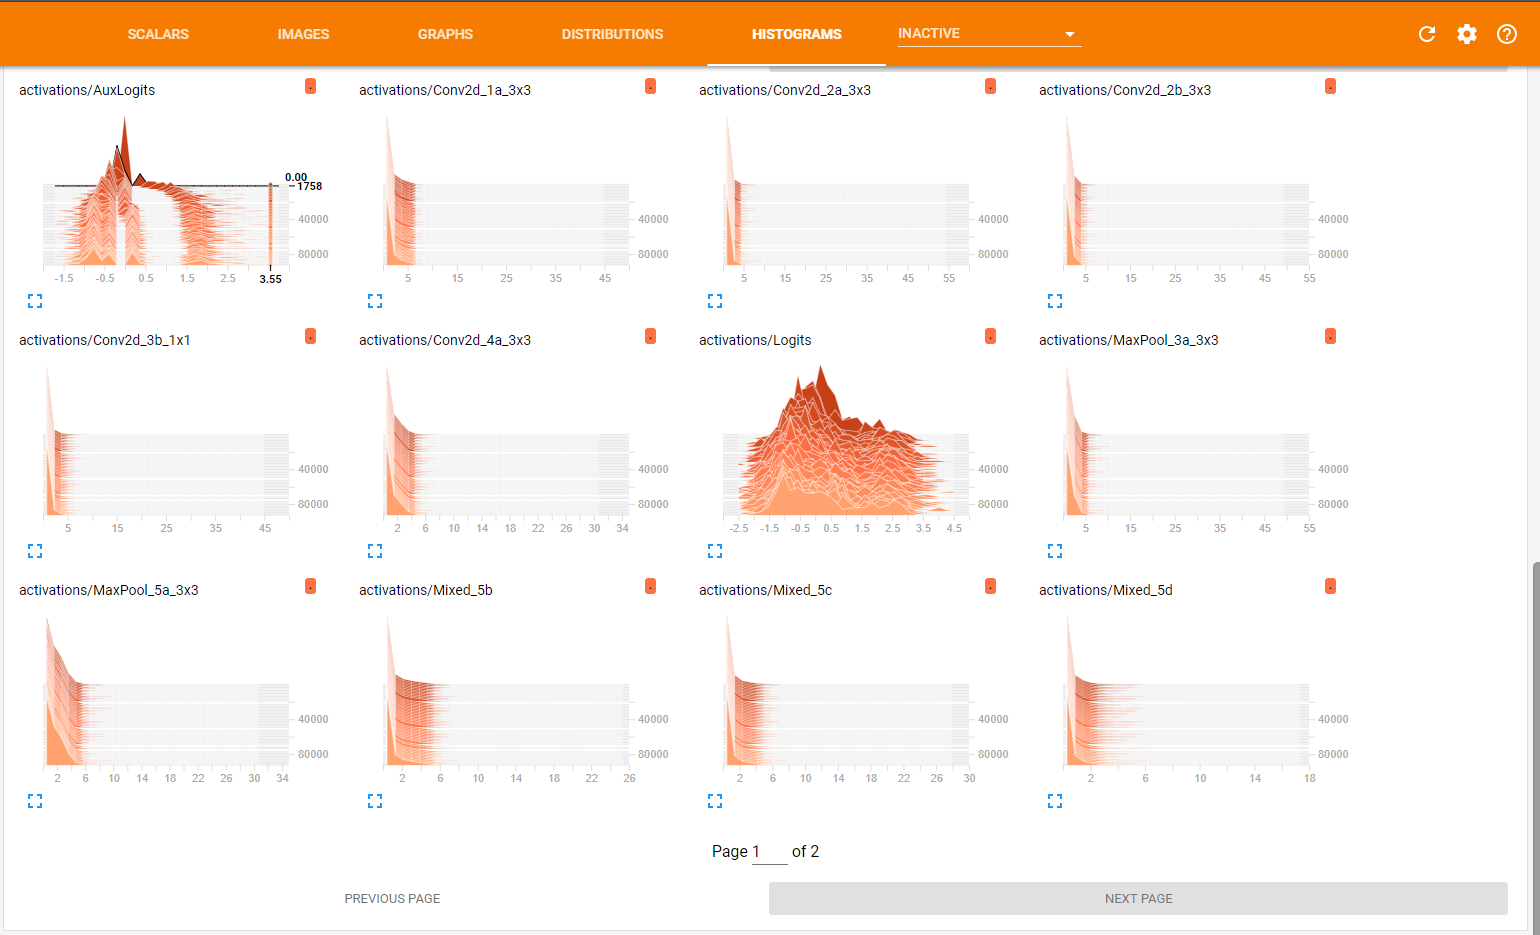 SCALARS IMAGES GRAPHS DISTRIBUTIONS HISTOGRAMS INACTIVE
activations/AuxLogits
0.00
1758
40000
80000
-1.5 -0.5 0.5 1.5 2.5 3.55
activations/Conv2d_1a_3x3
40000
80000
5 15 25 35 45
activations/Conv2d_2a_3x3
40000
80000
5 15 25 35 45 55
activations/Conv2d_2b_3x3
40000
80000
5 15 25 35 45 55
activations/Conv2d_3b_1x1
40000
80000
5 15 25 35 45
activations/Conv2d_4a_3x3
40000
80000
2 6 10 14 18 22 26 30 34
activations/Logits
40000
80000
-2.5 -1.5 -0.5 0.5 1.5 2.5 3.5 4.5
activations/MaxPool_3a_3x3
40000
80000
5 15 25 35 45 55
activations/MaxPool_5a_3x3
40000
80000
2 6 10 14 18 22 26 30 34
activations/Mixed_5b
40000
80000
2 6 10 14 18 22 26
activations/Mixed_5c
40000
80000
2 6 10 14 18 22 26 30
activations/Mixed_5d
40000
80000
2 6 10 14 18
Page 1 of 2
PREVIOUS PAGE NEXT PAGE